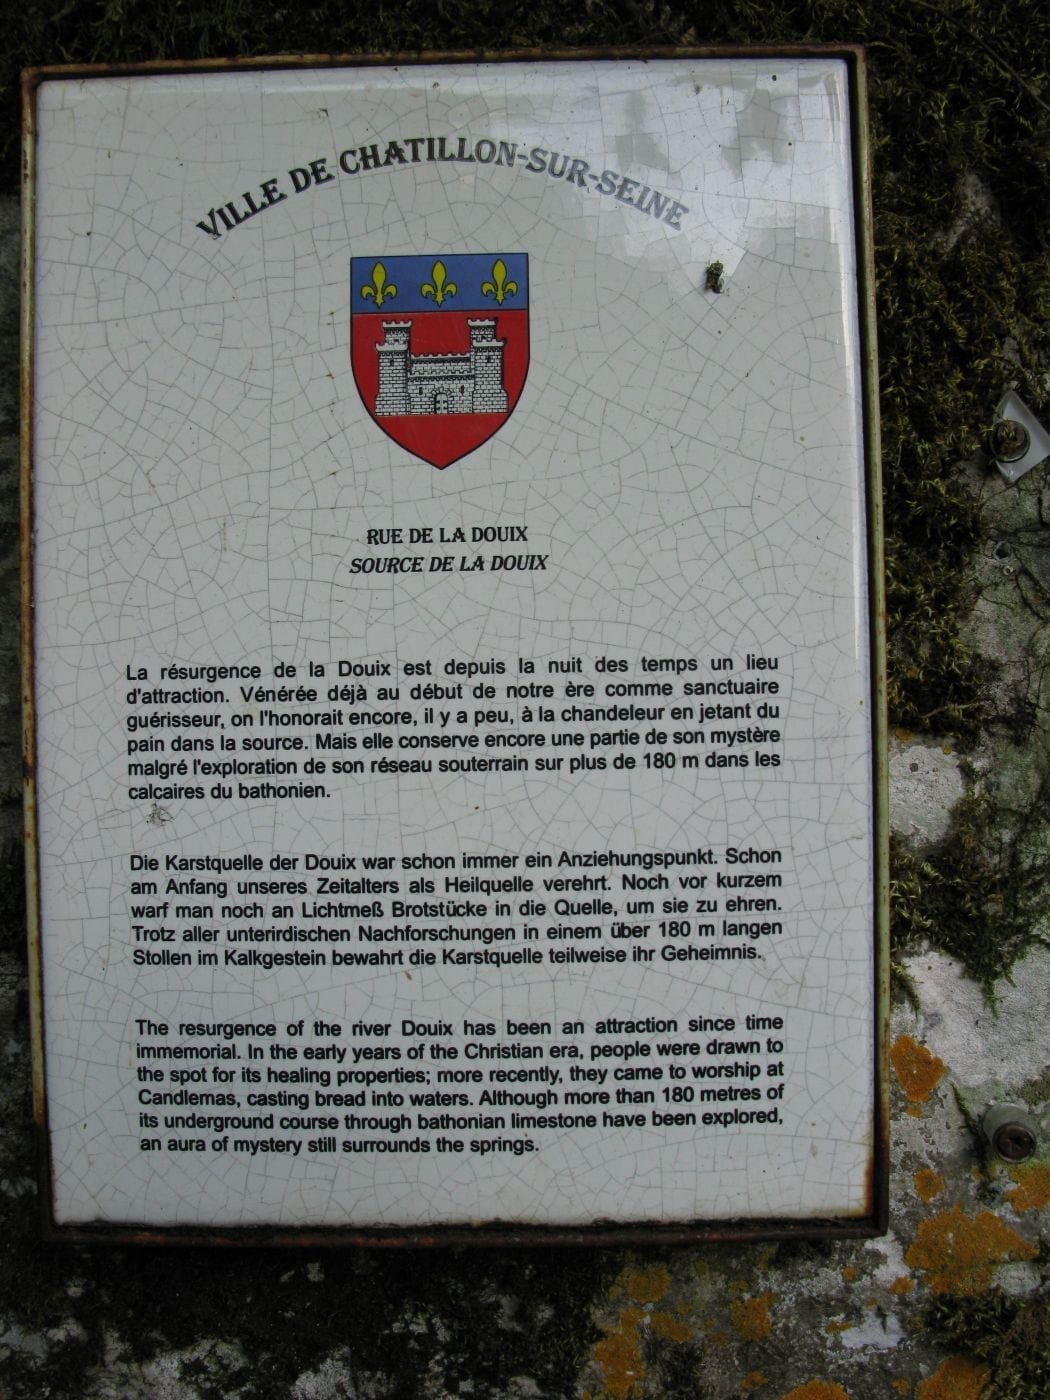 VILLE DE CHATILLON-SUR-SEINE
RUE DE LA DOUIX
SOURCE DE LA DOUIX
La résurgence de la Douix est depuis la nuit des temps un lieu
d'attraction. Vénérée déjà au début de notre ère comme sanctuaire
guérisseur, on l'honorait encore, il y a peu, à la chandeleur en jetant du
pain dans la source. Mais elle conserve encore une partie de son mystère
malgré l'exploration de son réseau souterrain sur plus de 180 m dans les
calcaires du bathonien.
Die Karstquelle der Douix war schon immer ein Anziehungspunkt. Schon
am Anfang unseres Zeitalters als Heilquelle verehrt. Noch vor kurzem
warf man noch an Lichtmeß Brotstücke in die Quelle, um sie zu ehren.
Trotz aller unterirdischen Nachforschungen in einem über 180 m langen
Stollen im Kalkgestein bewahrt die Karstquelle teilweise ihr Geheimnis.
The resurgence of the river Douix has been an attraction since time
immemorial. In the early years of the Christian era, people were drawn to
the spot for its healing properties; more recently, they came to worship at
Candlemas, casting bread into waters. Although more than 180 metres of
its underground course through bathonian limestone have been explored,
an aura of mystery still surrounds the springs.